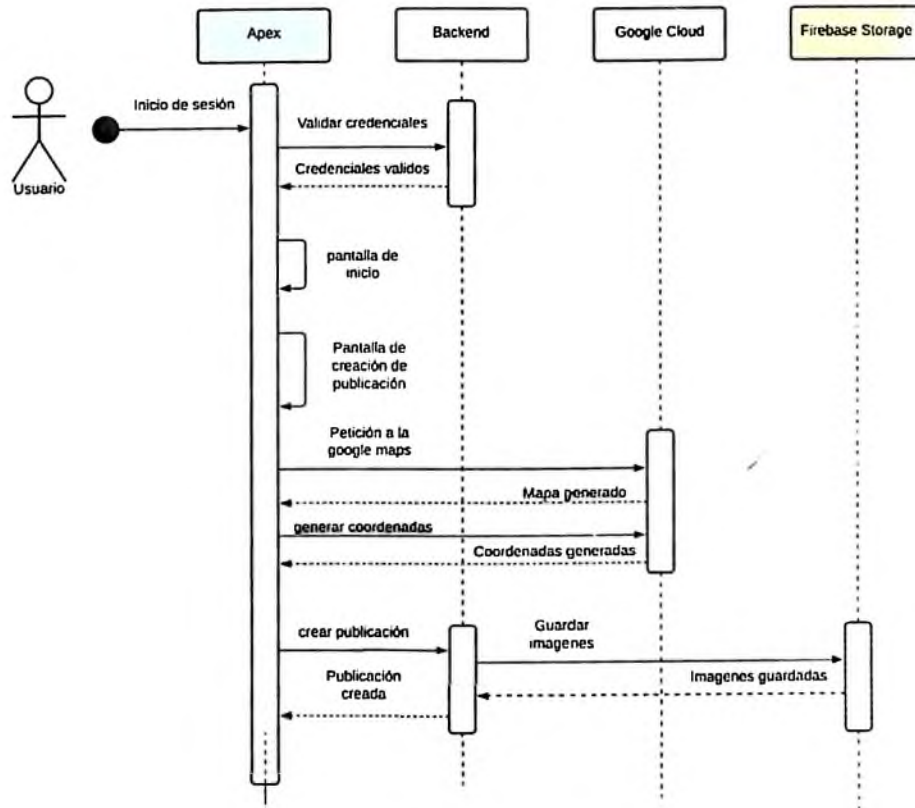 Apex
Backend
Google Cloud
Firebase Storage
Inicio de sesión
Usuario
Validar credenciales
Credenciales validos
pantalla de
inicio
Pantalla de
creación de
publicación
Petición a la
google maps
Mapa generado
generar coordenadas
Coordenadas generadas
crear publicación
Guardar
imagenes
Imagenes guardadas
Publicación
creada